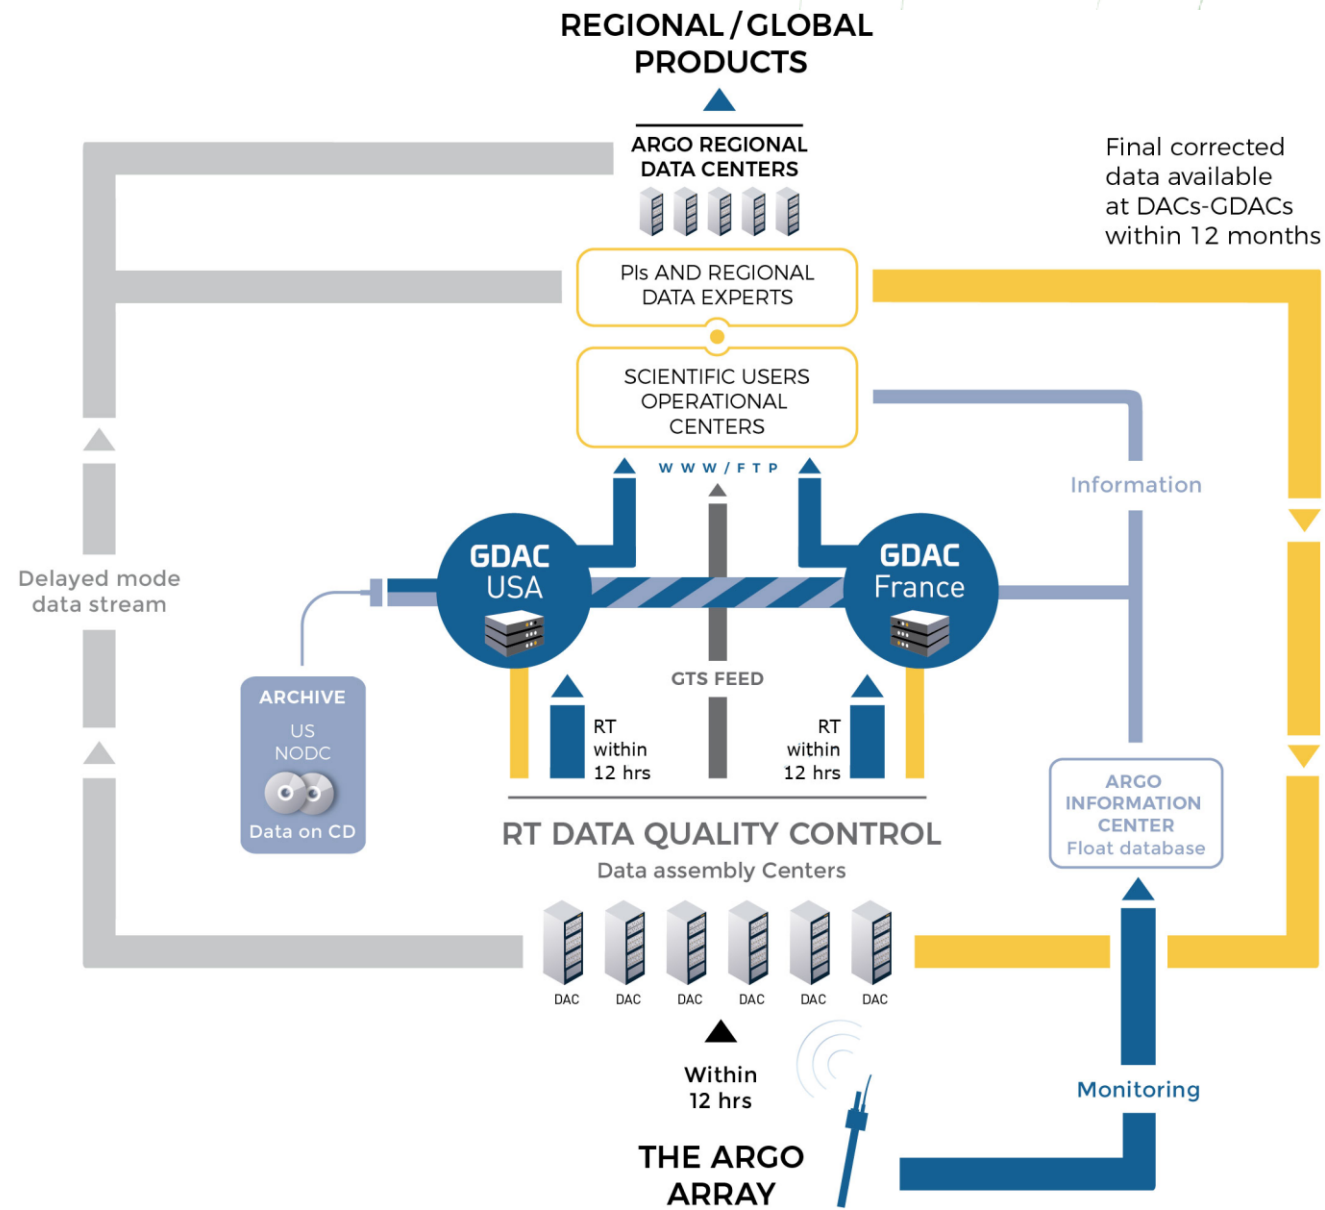 REGIONAL / GLOBAL
PRODUCTS
ARGO REGIONAL
DATA CENTERS
Final corrected
data available
at DACs-GDACs
within 12 months
PIs AND REGIONAL
DATA EXPERTS
SCIENTIFIC USERS
OPERATIONAL
CENTERS
WWW/FTP
Information
GDAC
USA
GDAC
France
Delayed mode
data stream
GTS FEED
ARCHIVE
US
NODC
Data on CD
RT
within
12 hrs
RT
within
12 hrs
ARGO
INFORMATION
CENTER
Float database
RT DATA QUALITY CONTROL
Data assembly Centers
DAC DAC DAC DAC DAC DAC
Within
12 hrs
Monitoring
THE ARGO
ARRAY